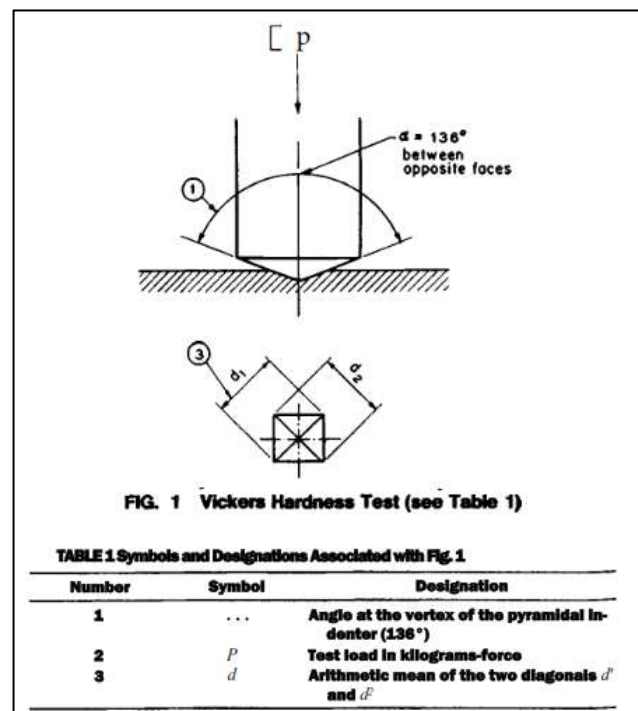 [ p
α = 136°
between
opposite faces
1
3
d1
d2
FIG. 1 Vickers Hardness Test (see Table 1)
TABLE 1 Symbols and Designations Associated with Fig. 1
Number Symbol Designation
1 ... Angle at the vertex of the pyramidal in-
denter (136°)
2 P Test load in kilograms-force
3 d Arithmetic mean of the two diagonals d'
and d²